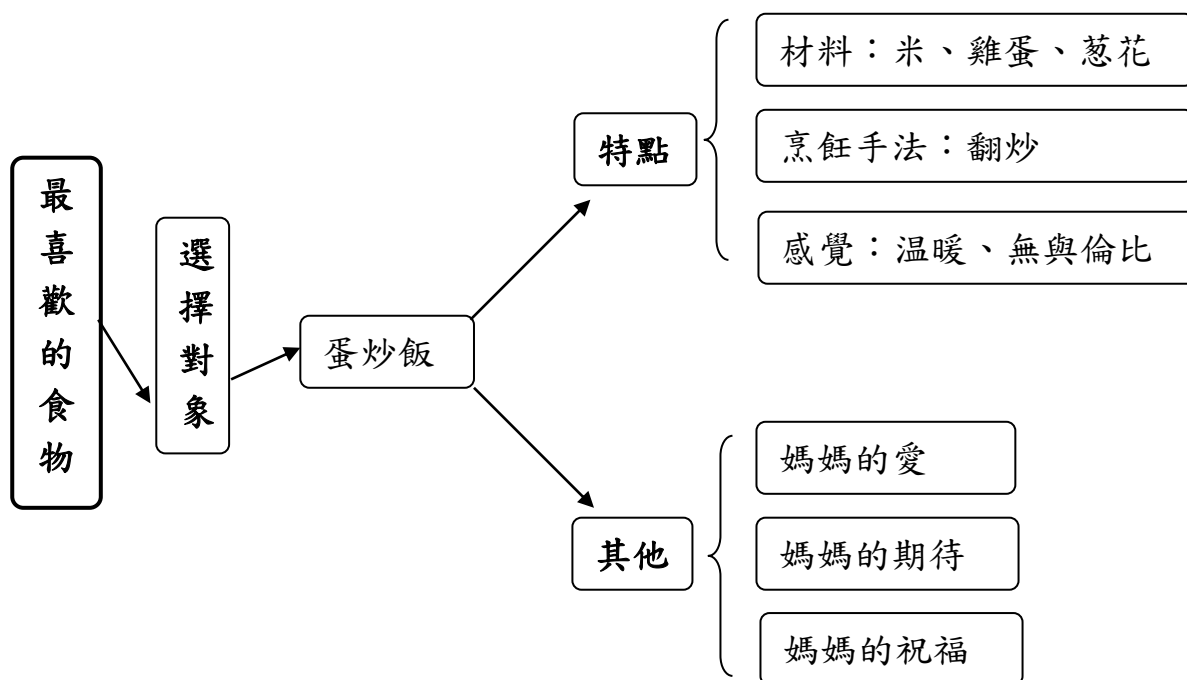 最喜歡的食物
選擇對象
蛋炒飯
特點
材料：米、雞蛋、葱花
烹飪手法：翻炒
感覺：温暖、無與倫比
其他
媽媽的愛
媽媽的期待
媽媽的祝福